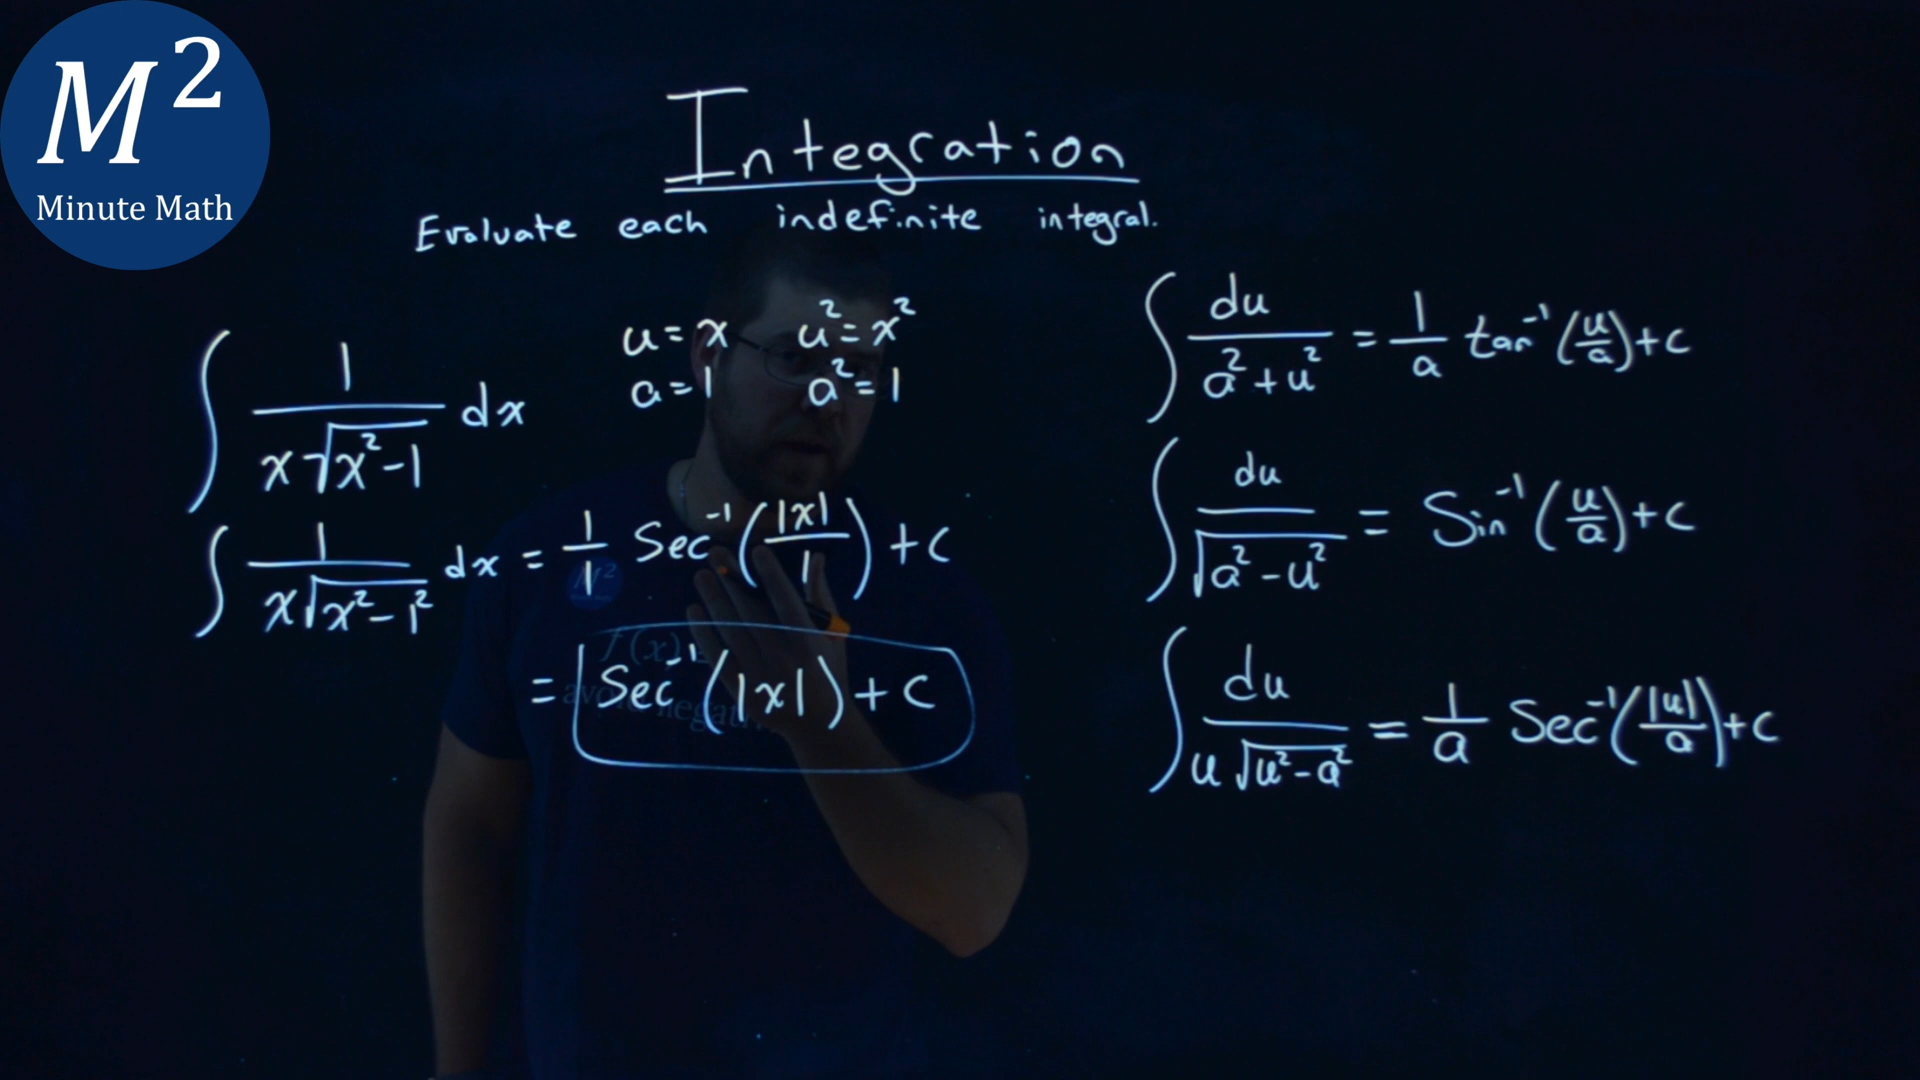 M²
Minute Math
Integration
Evaluate each indefinite integral.
∫ 1/(x√(x²-1)) dx
u = x u² = x²
a = 1 a² = 1
∫ 1/(x√(x²-1²)) dx = 1/1 Sec⁻¹(|x|/1) + C
= Sec⁻¹(|x|) + C
∫ du/(a²+u²) = 1/a tan⁻¹(u/a) + C
∫ du/√(a²-u²) = Sin⁻¹(u/a) + C
∫ du/(u√(u²-a²)) = 1/a Sec⁻¹(|u|/a) + C
M²
f(x)